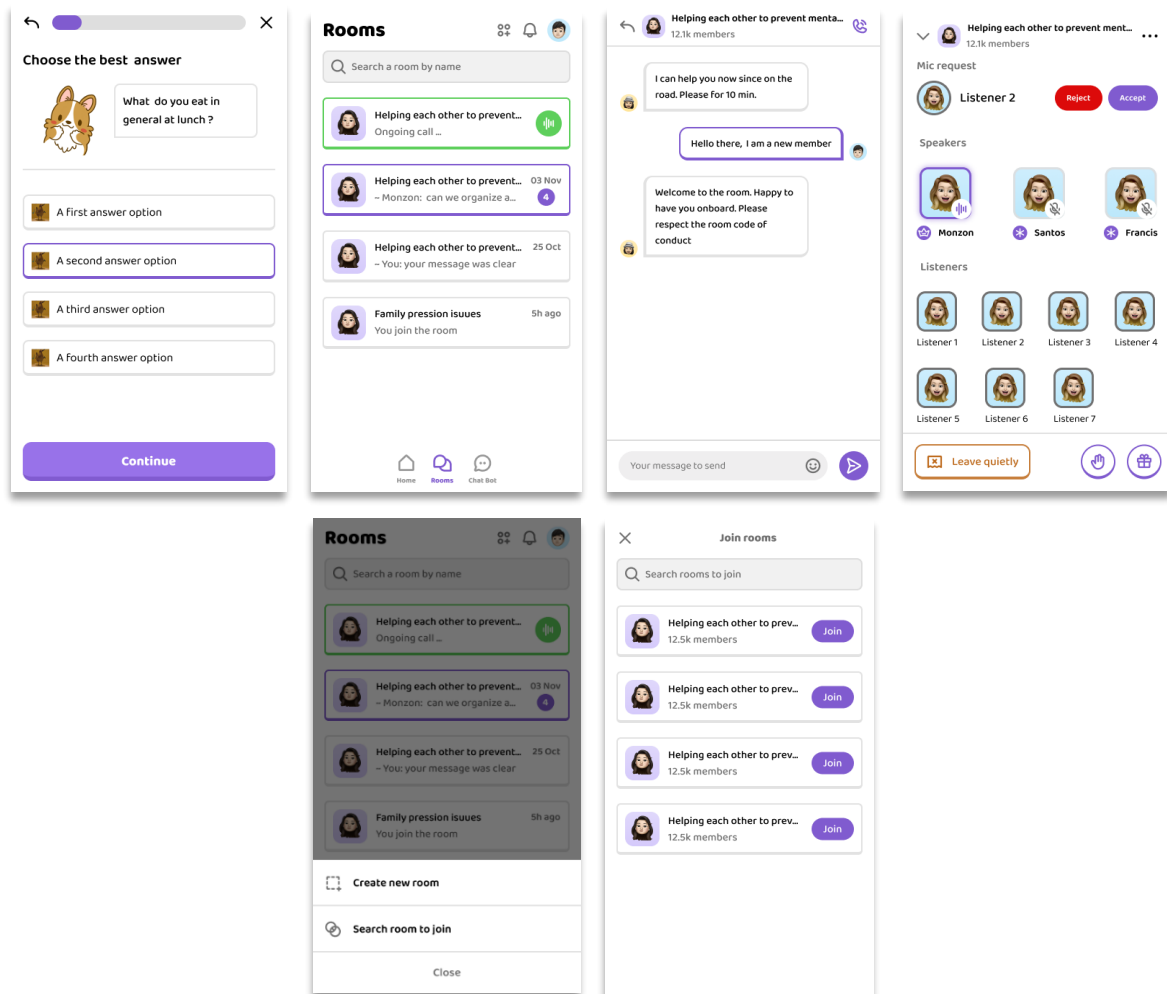 Choose the best answer
What do you eat in
general at lunch ?
A first answer option
A second answer option
A third answer option
A fourth answer option
Continue
Rooms
Search a room by name
Helping each other to prevent...
Ongoing call ...
Helping each other to prevent...
03 Nov
– Monzon: can we organize a...
4
Helping each other to prevent...
25 Oct
– You: your message was clear
Family pression isuues
5h ago
You join the room
Home
Rooms
Chat Bot
Helping each other to prevent menta...
12.1k members
I can help you now since on the
road. Please for 10 min.
Hello there, I am a new member
Welcome to the room. Happy to
have you onboard. Please
respect the room code of
conduct
Your message to send
Helping each other to prevent ment...
12.1k members
Mic request
Listener 2
Reject
Accept
Speakers
Monzon
Santos
Francis
Listeners
Listener 1
Listener 2
Listener 3
Listener 4
Listener 5
Listener 6
Listener 7
Leave quietly
Rooms
Search a room by name
Helping each other to prevent...
Ongoing call ...
Helping each other to prevent...
03 Nov
– Monzon: can we organize a...
4
Helping each other to prevent...
25 Oct
– You: your message was clear
Family pression isuues
5h ago
You join the room
Create new room
Search room to join
Close
Join rooms
Search rooms to join
Helping each other to prev...
12.5k members
Join
Helping each other to prev...
12.5k members
Join
Helping each other to prev...
12.5k members
Join
Helping each other to prev...
12.5k members
Join